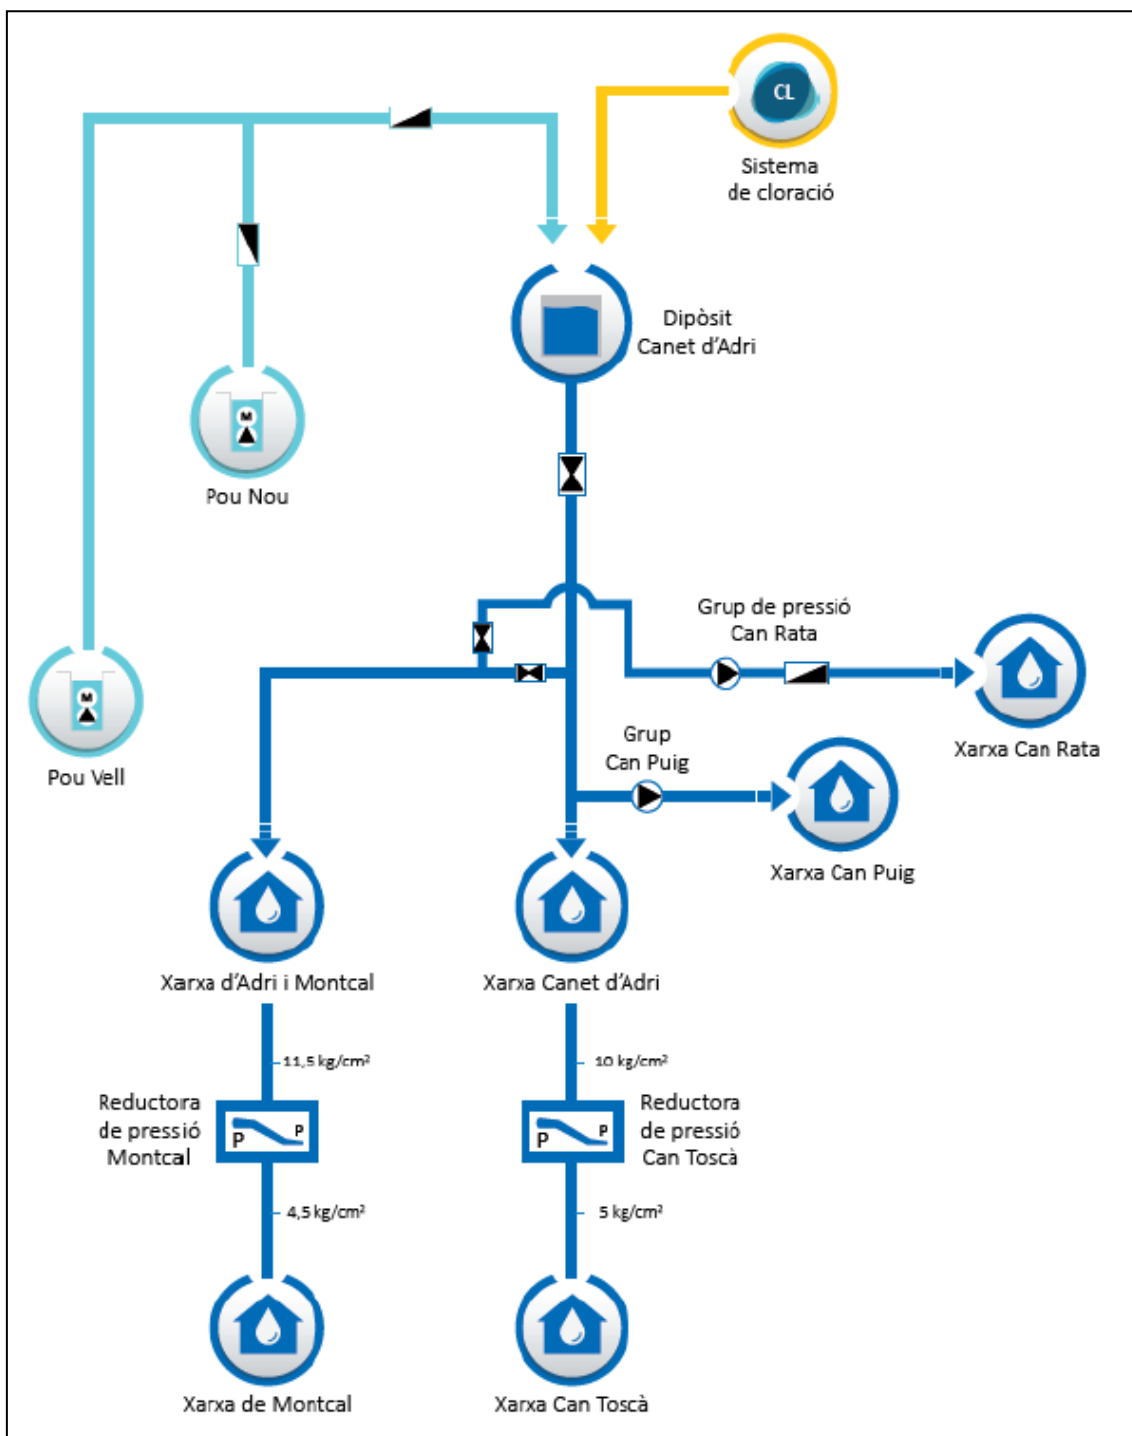 CL
Sistema
de cloració
Dipòsit
Canet d'Adri
M
Pou Nou
Grup de pressió
Can Rata
M
Pou Vell
Xarxa Can Rata
Grup
Can Puig
Xarxa Can Puig
Xarxa d'Adri i Montcal
Xarxa Canet d'Adri
11,5 kg/cm²
10 kg/cm²
Reductora
de pressió
Montcal
P P
P P
Reductora
de pressió
Can Toscà
4,5 kg/cm²
5 kg/cm²
Xarxa de Montcal
Xarxa Can Toscà